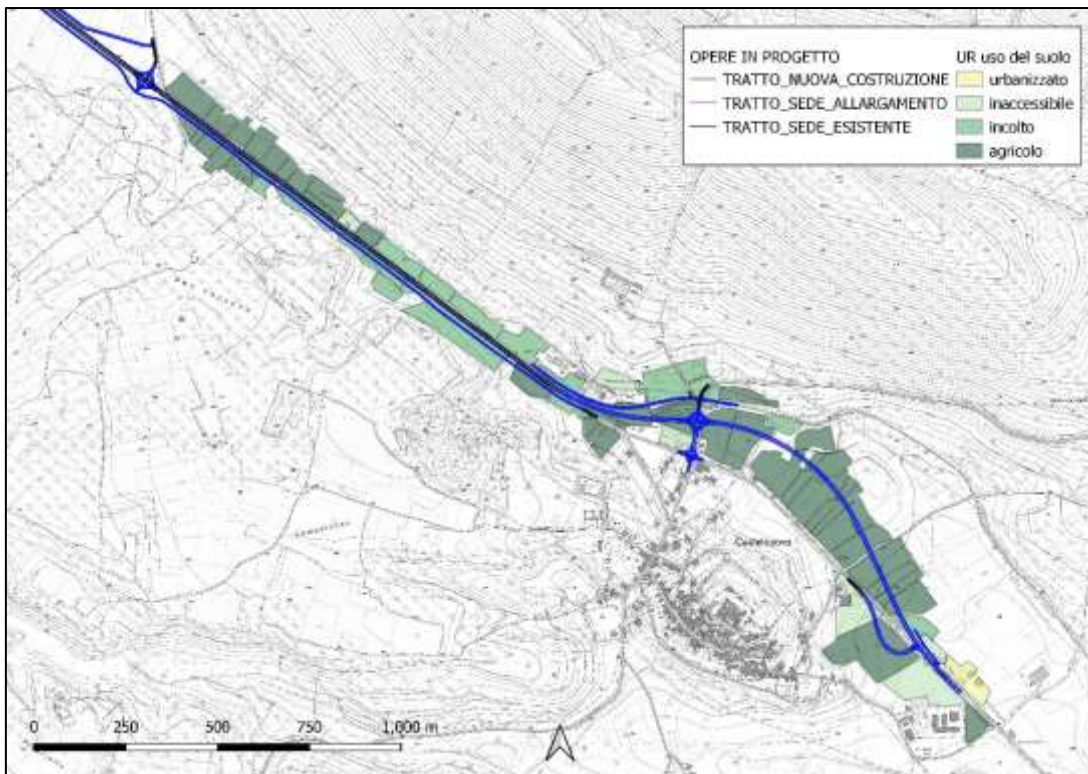 OPERE IN PROGETTO
TRATTO_NUOVA_COSTRUZIONE
TRATTO_SEDE_ALLARGAMENTO
TRATTO_SEDE_ESISTENTE
UR uso del suolo
urbanizzato
inaccessibile
incolto
agricolo
0 250 500 750 1,000 m